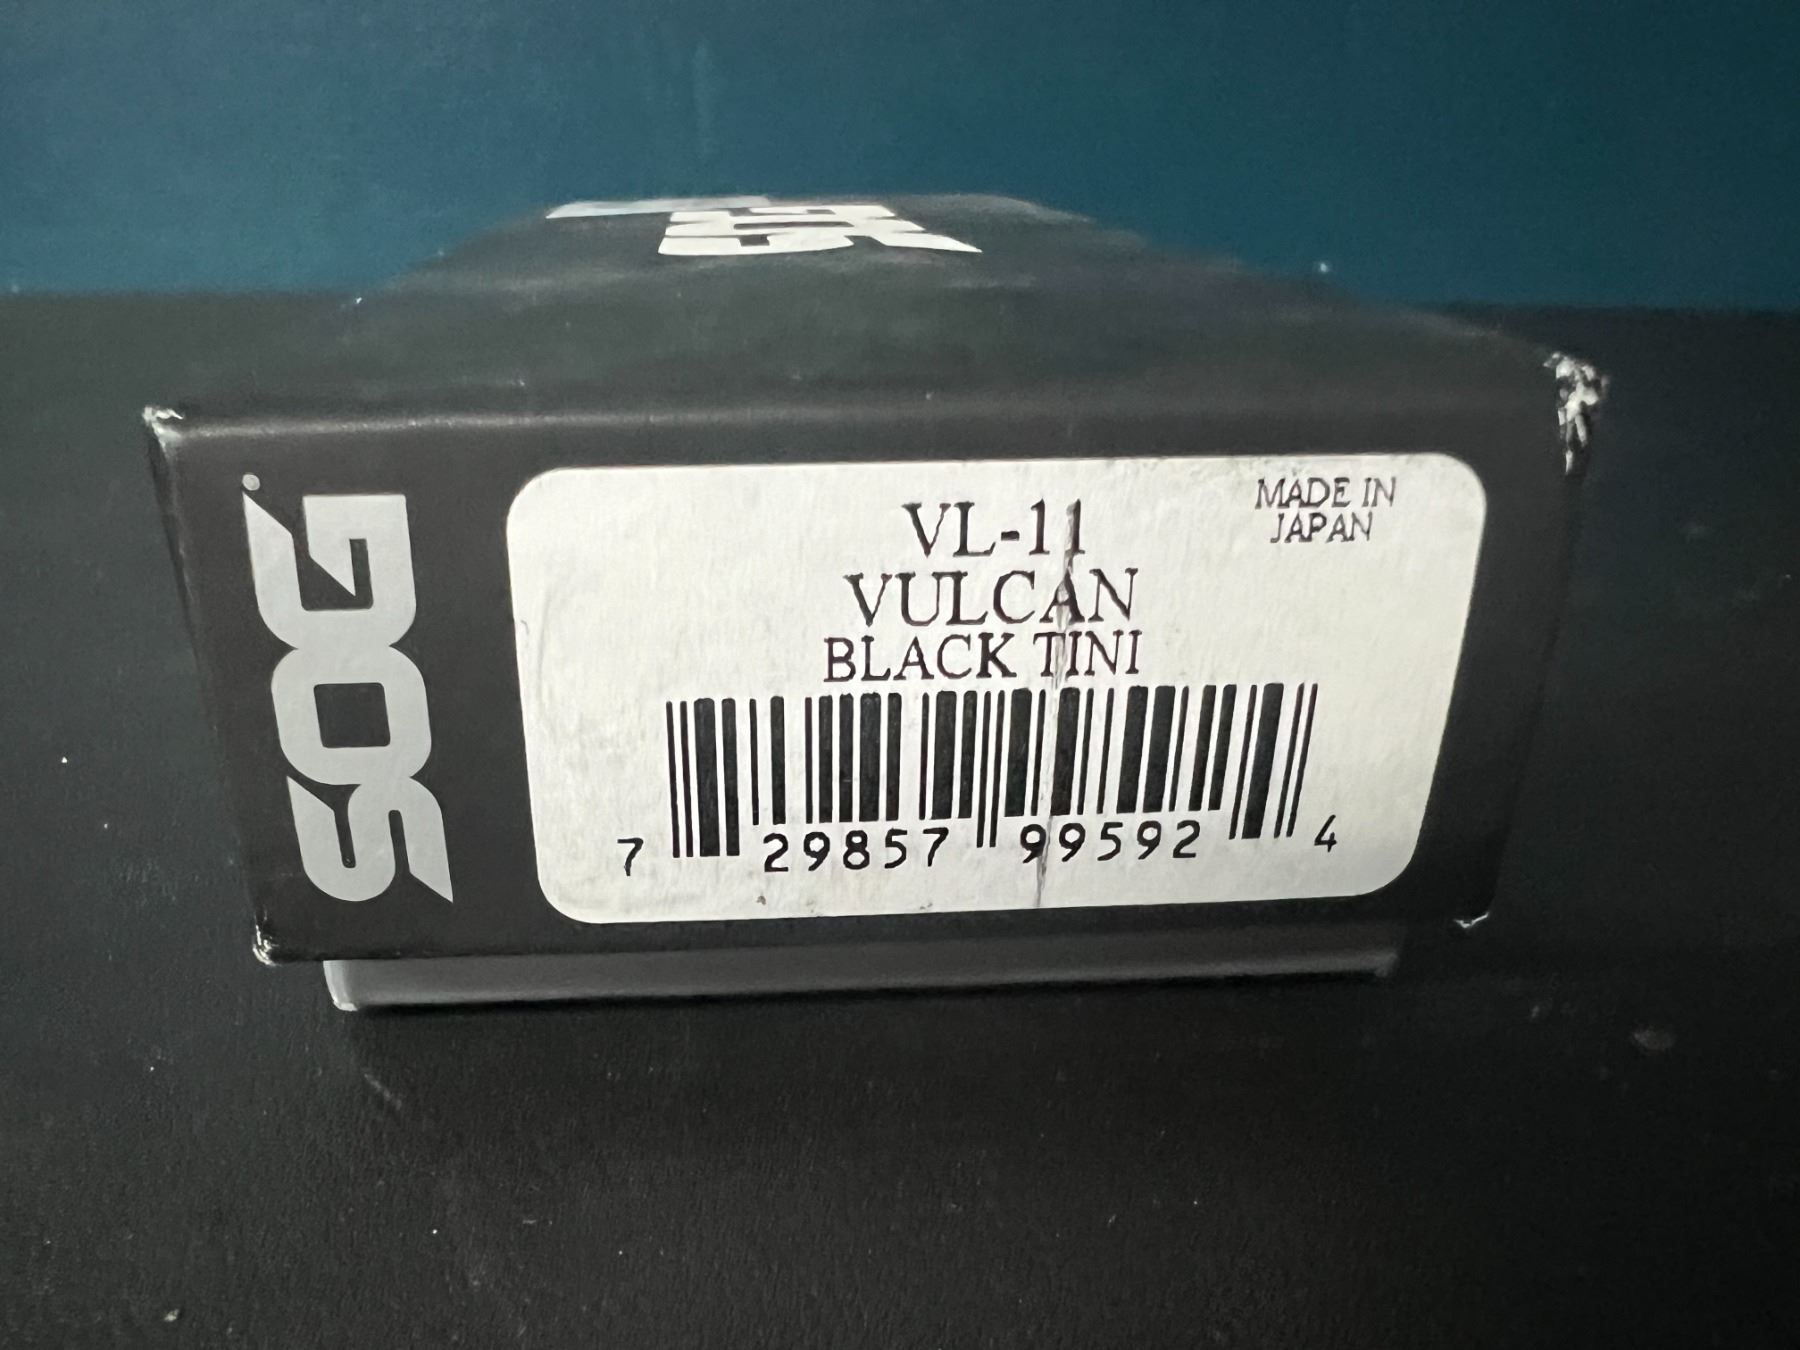 SOG
SOG
VL-11
MADE IN
JAPAN
VULCAN
BLACK TINI
7 29857 99592 4